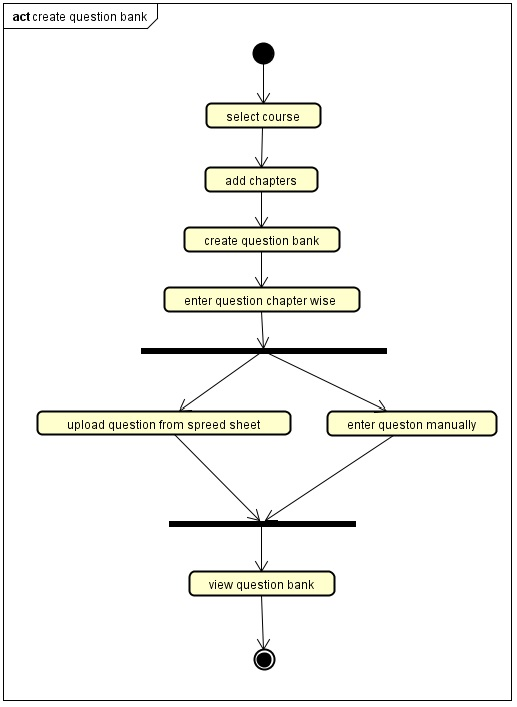 act create question bank
select course
add chapters
create question bank
enter question chapter wise
upload question from spreed sheet
enter queston manually
view question bank